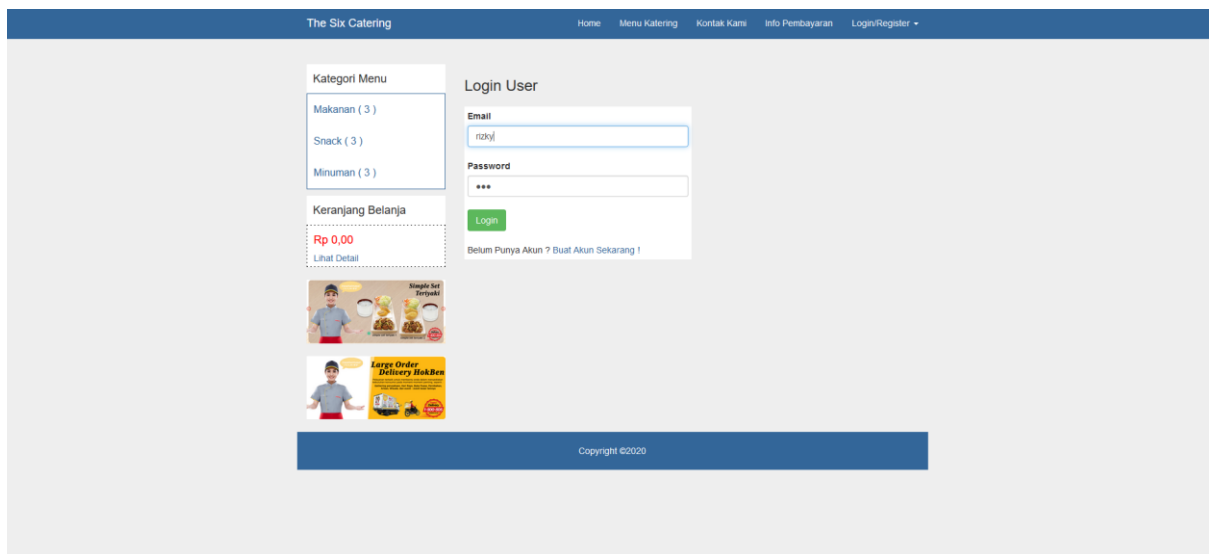 The Six Catering
Home Menu Katering Kontak Kami Info Pembayaran Login/Register
Kategori Menu
Makanan ( 3 )
Snack ( 3 )
Minuman ( 3 )
Keranjang Belanja
Rp 0,00
Lihat Detail
Simple Set
Teriyaki
Large Order
Delivery HokBen
Login User
Email
rizky
Password
Login
Belum Punya Akun ? Buat Akun Sekarang !
Copyright ©2020